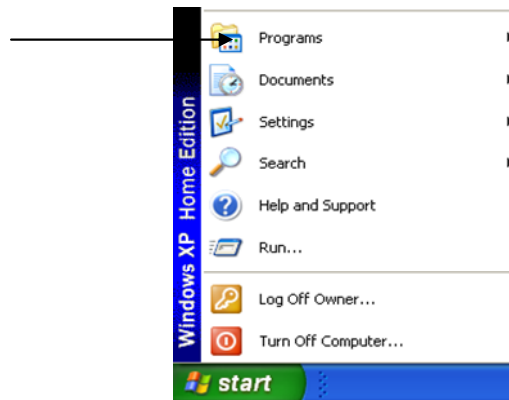 Programs
Documents
Settings
Search
Help and Support
Run...
Log Off Owner...
Turn Off Computer...
Windows XP Home Edition
start